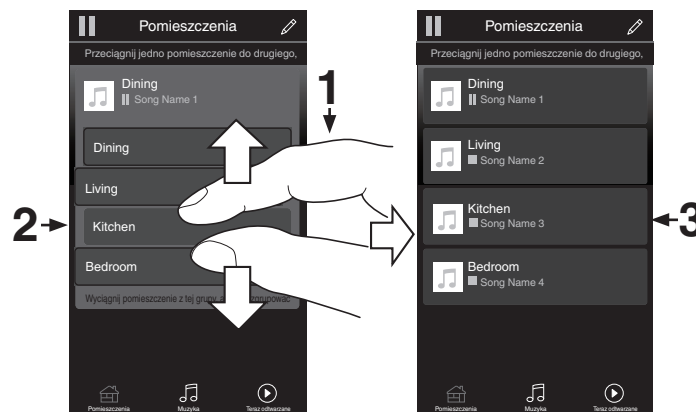 Pomieszczenia
Przeciągnij jedno pomieszczenie do drugiego,
Dining
Song Name 1
Dining
Living
Kitchen
Bedroom
Wyciągnij pomieszczenie z tej grupy, a
Pomieszczenia
Muzyka
Teraz odtwarzane
1
2
Pomieszczenia
Przeciągnij jedno pomieszczenie do drugiego,
Dining
Song Name 1
Living
Song Name 2
Kitchen
Song Name 3
Bedroom
Song Name 4
Pomieszczenia
Muzyka
Teraz odtwarzane
3